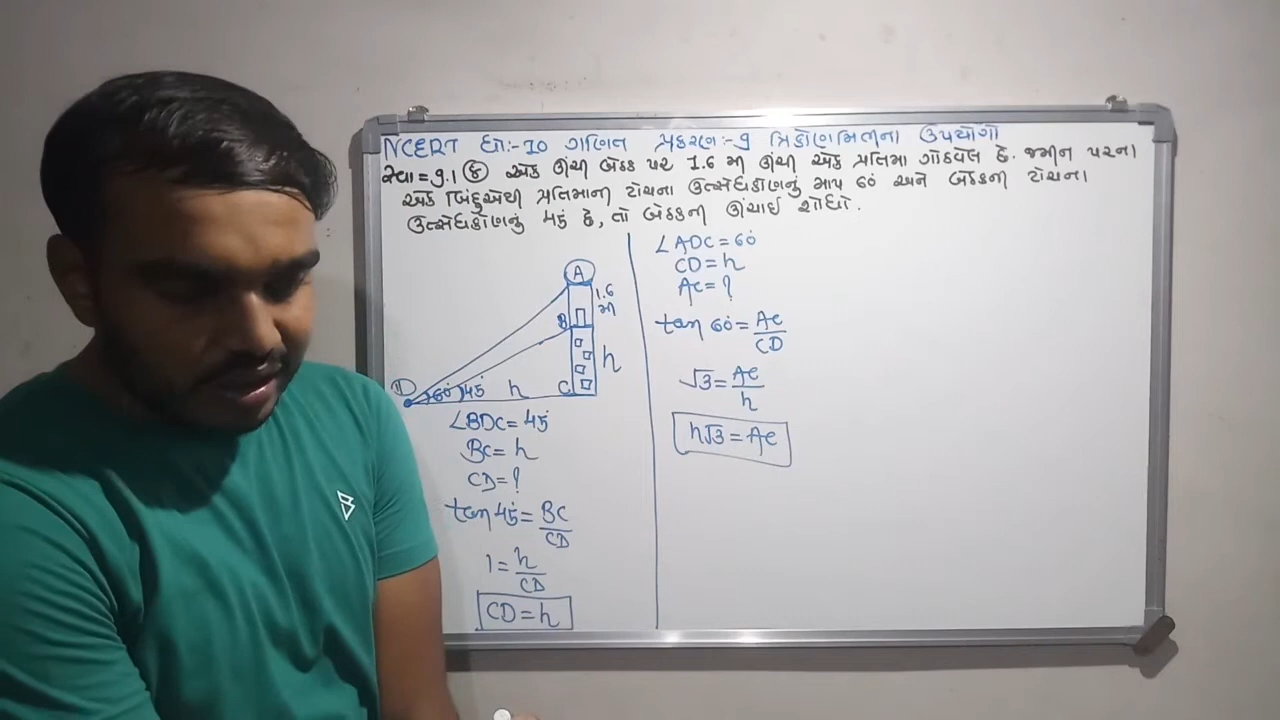 NCERT ધો:-10 ગણિત પ્રકરણ:-9 ત્રિકોણમિતિના ઉપયોગો
સ્વા=9.1 (8) એક ઊંચી બેઠક પર 1.6 મી ઊંચી એક પ્રતિમા ગોઠવેલ છે. જમીન પરના
એક બિંદુએથી પ્રતિમાની ટોચના ઉત્સેધકોણનું માપ 60° અને બેઠકની ટોચના
ઉત્સેધકોણનું 45° છે, તો બેઠકની ઊંચાઈ શોધો.
A
1.6
મી
B
h
D 60° 45° h C
∠BDC = 45°
BC = h
CD = ?
tan 45° = BC/CD
1 = h/CD
CD = h
∠ADC = 60°
CD = h
AC = ?
tan 60° = AC/CD
√3 = AC/h
h√3 = AC